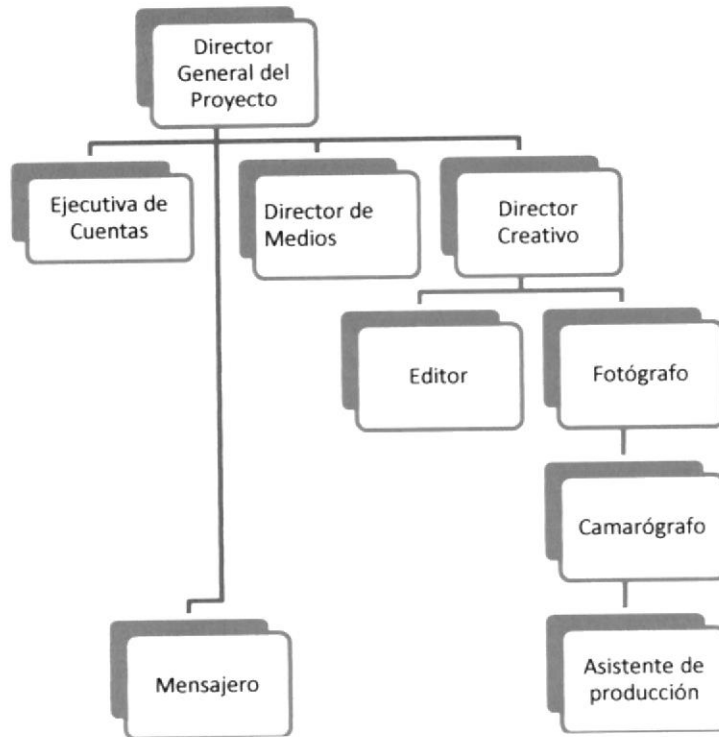 Director
General del
Proyecto
Ejecutiva de
Cuentas
Director de
Medios
Director
Creativo
Editor
Fotógrafo
Camarógrafo
Mensajero
Asistente de
producción